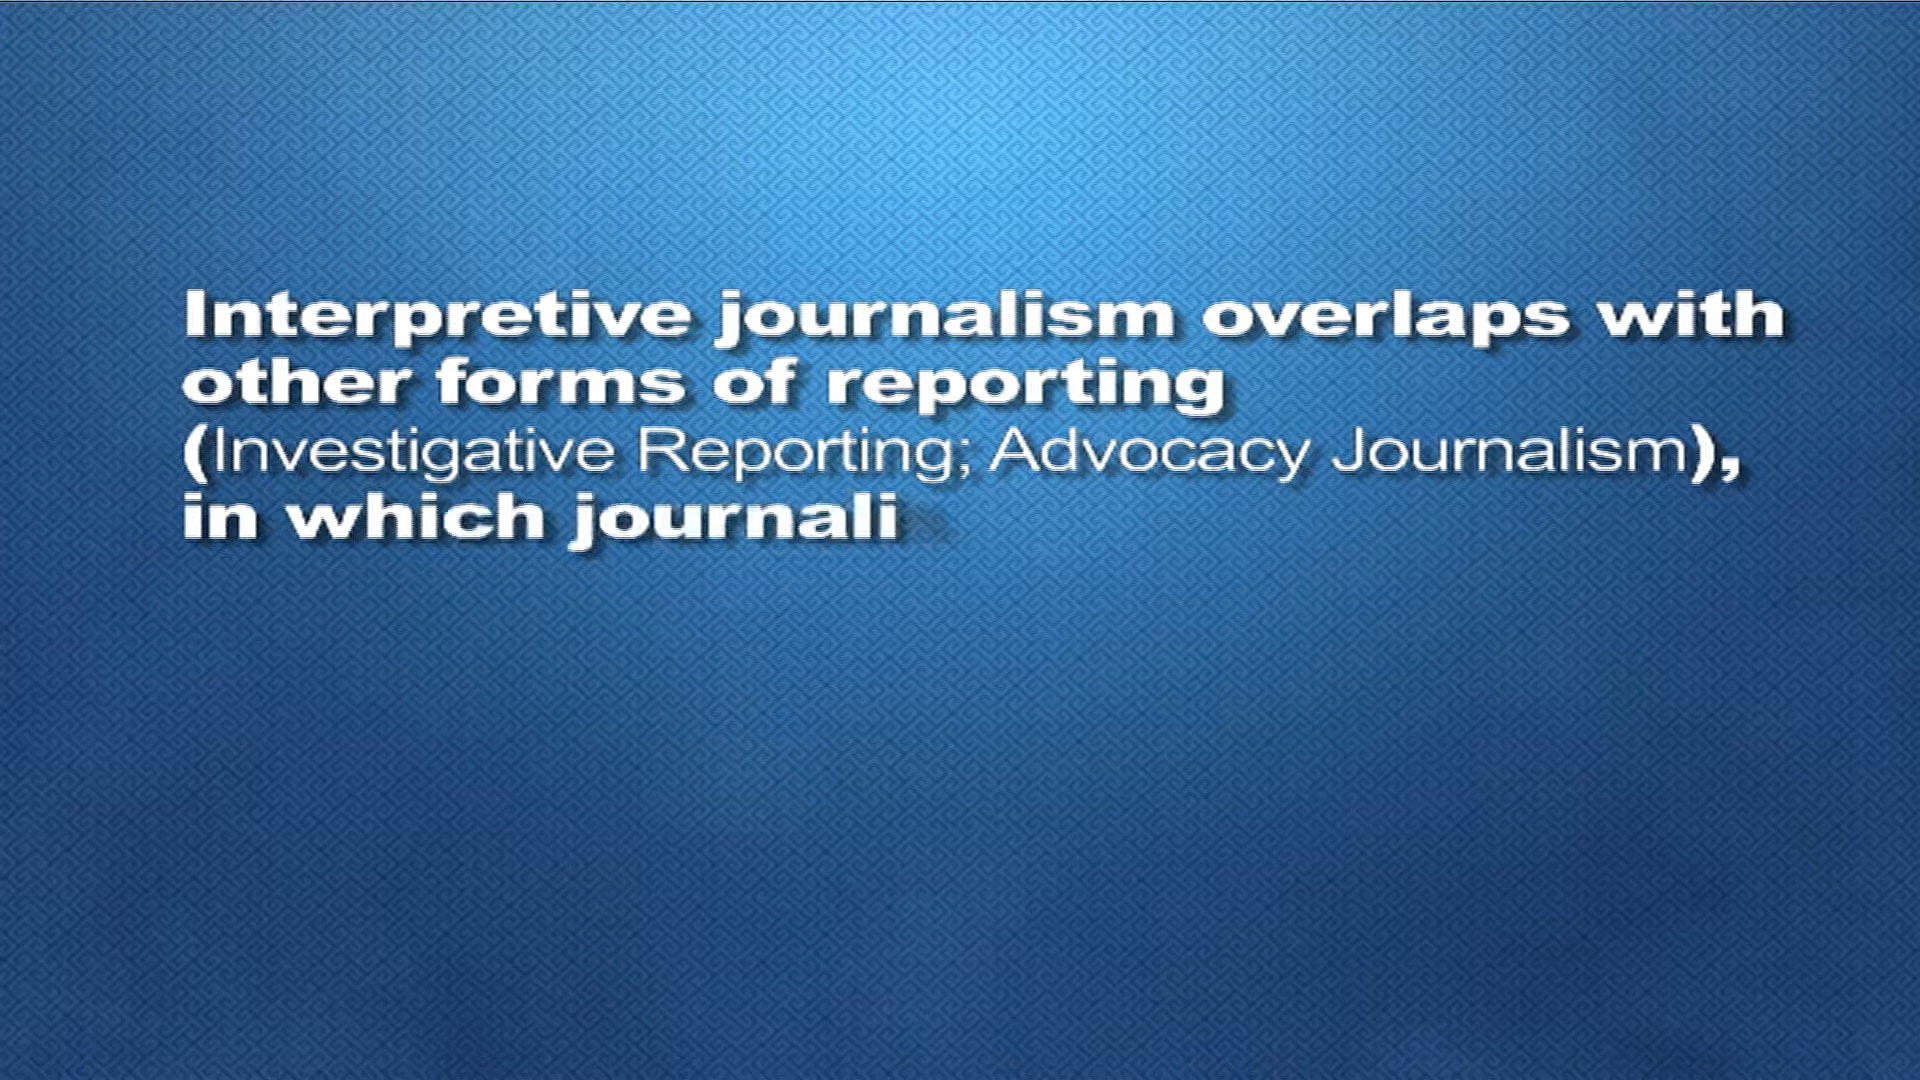 Interpretive journalism overlaps with
other forms of reporting
(Investigative Reporting; Advocacy Journalism),
in which journali